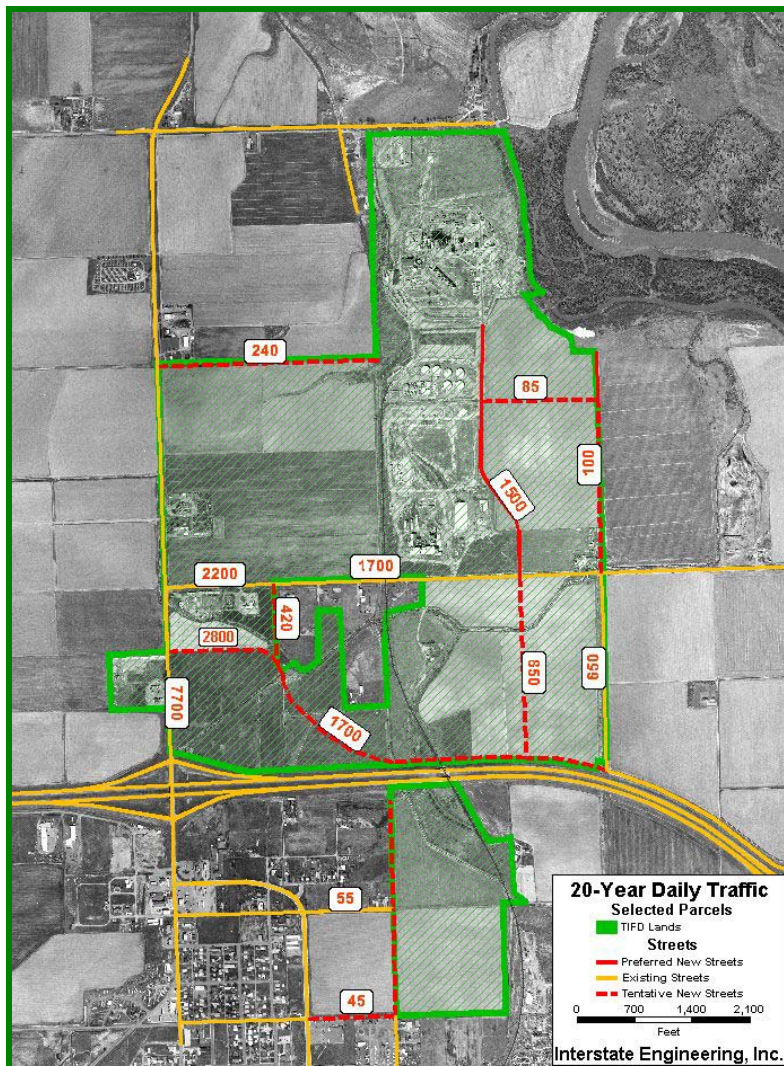 240
85
100
1500
2200
1700
420
2800
7700
650
850
1700
55
45
20-Year Daily Traffic
Selected Parcels
TIFD Lands
Streets
Preferred New Streets
Existing Streets
Tentative New Streets
0 700 1,400 2,100
Feet
Interstate Engineering, Inc.